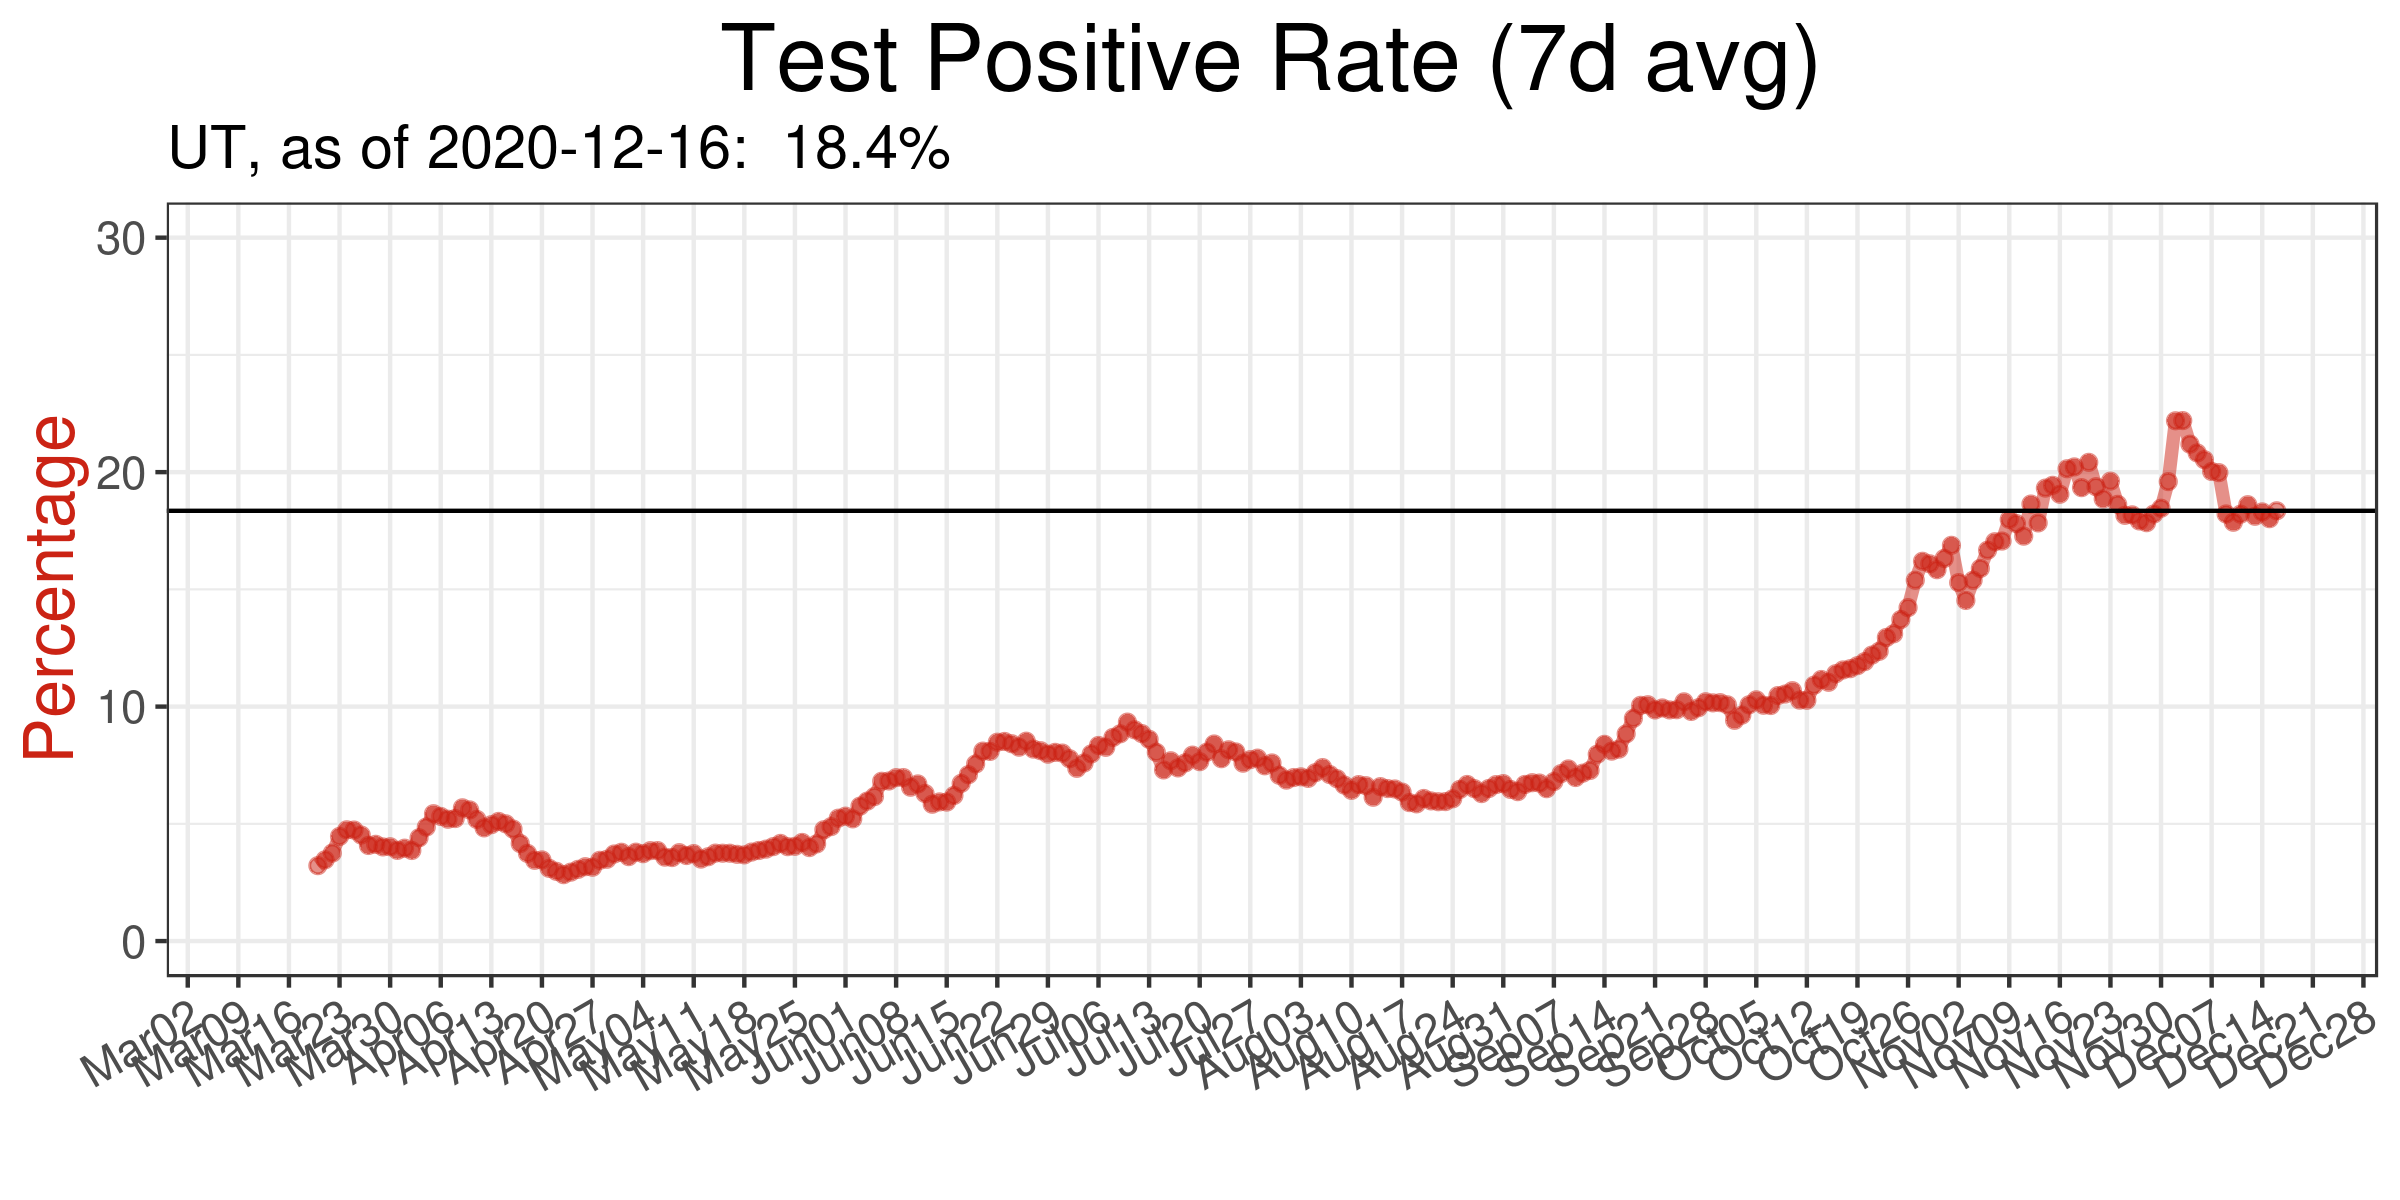 Test Positive Rate (7d avg)
UT, as of 2020-12-16: 18.4%
Percentage
30
20
10
0
Mar02
Mar09
Mar16
Mar23
Mar30
Apr06
Apr13
Apr20
Apr27
May04
May11
May18
May25
Jun01
Jun08
Jun15
Jun22
Jun29
Jul06
Jul13
Jul20
Jul27
Aug03
Aug10
Aug17
Aug24
Aug31
Sep07
Sep14
Sep21
Sep28
Oct05
Oct12
Oct19
Oct26
Nov02
Nov09
Nov16
Nov23
Nov30
Dec07
Dec14
Dec21
Dec28